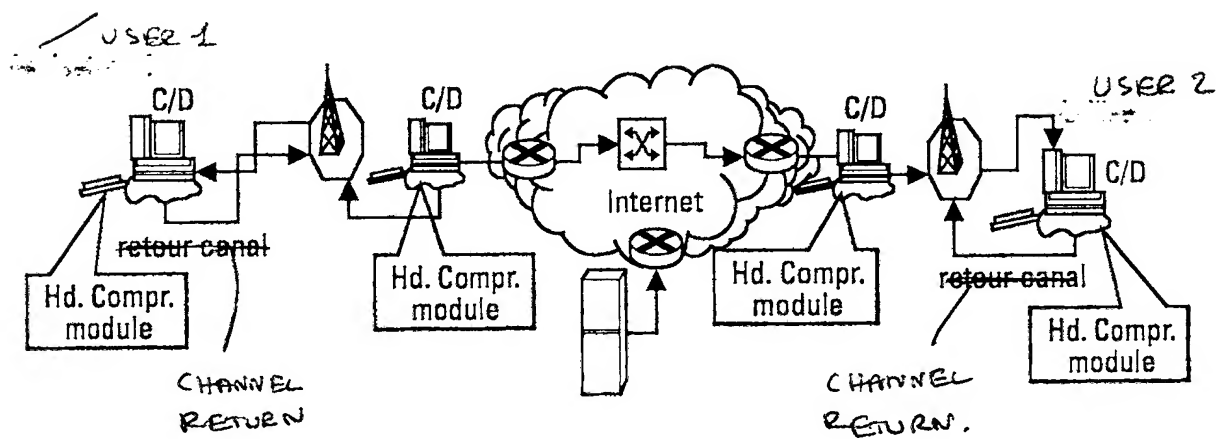 USER 1
USER 2
C/D
C/D
C/D
C/D
Internet
retour canal
retour canal
Hd. Compr.
module
Hd. Compr.
module
Hd. Compr.
module
Hd. Compr.
module
CHANNEL
RETURN
CHANNEL
RETURN.